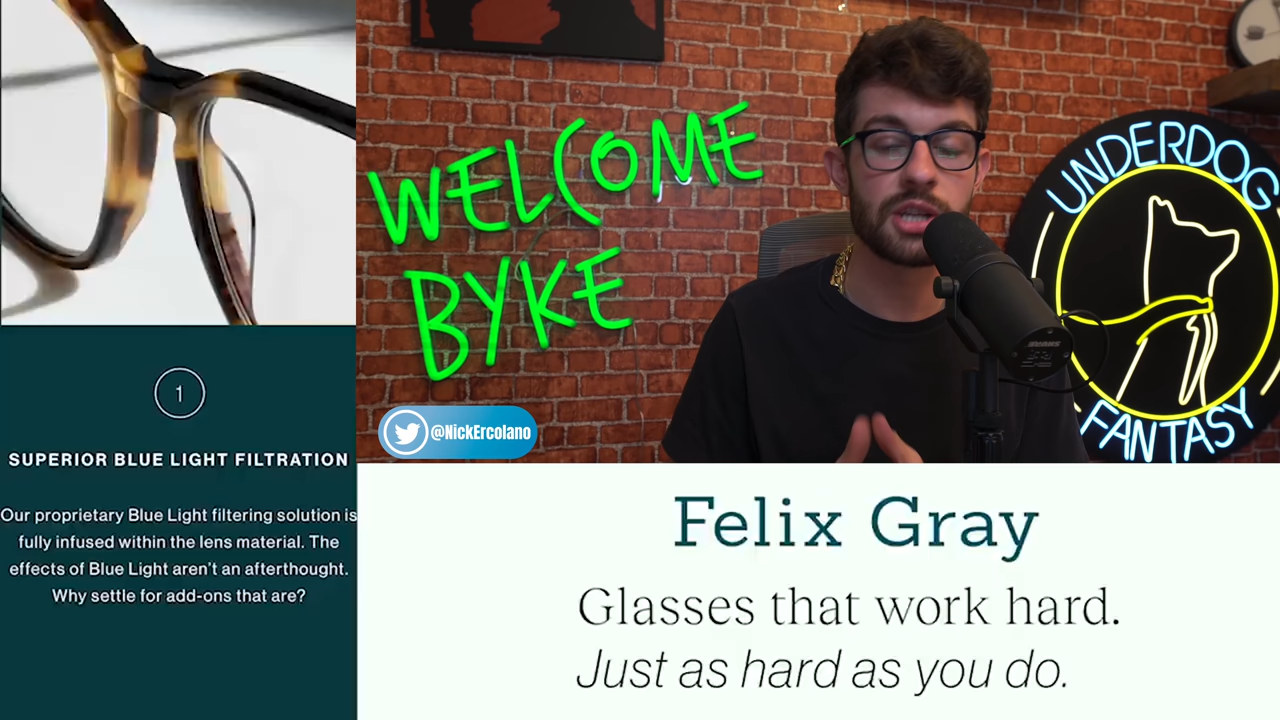 WELCOME
BYKE
UNDERDOG
FANTASY
@NickErcolano
1
SUPERIOR BLUE LIGHT FILTRATION
Our proprietary Blue Light filtering solution is
fully infused within the lens material. The
effects of Blue Light aren't an afterthought.
Why settle for add-ons that are?
Felix Gray
Glasses that work hard.
Just as hard as you do.